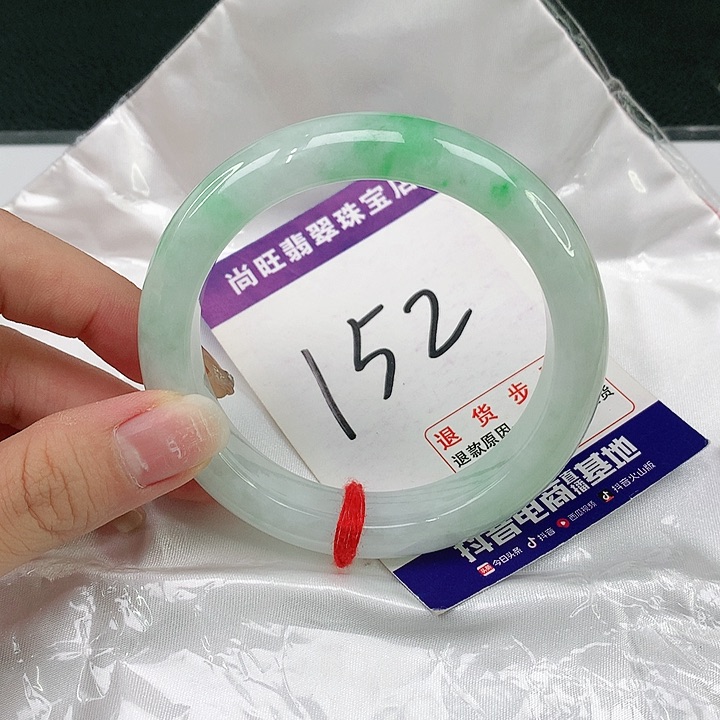 尚旺翡翠珠宝店
152
退货步
退款原因
货
抖音电商直播基地
今日头条 抖音 西瓜视频 抖音火山版